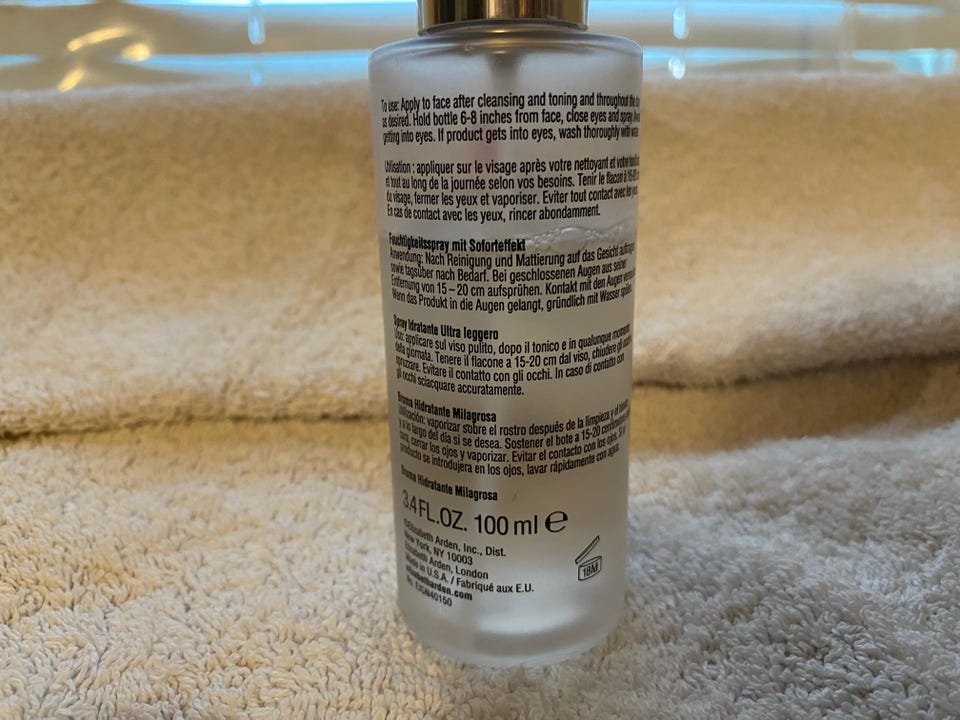 To use: Apply to face after cleansing and toning and throughout the
as desired. Hold bottle 6-8 inches from face, close eyes and spray.
getting into eyes. If product gets into eyes, wash thoroughly with
Utilisation : appliquer sur le visage après votre nettoyant et votre
et tout au long de la journée selon vos besoins. Tenir le flacon à 15-20
du visage, fermer les yeux et vaporiser. Eviter tout contact avec les
En cas de contact avec les yeux, rincer abondamment.
Feuchtigkeitsspray mit Soforteffekt
Anwendung: Nach Reinigung und Mattierung auf das Gesicht
sowie tagsüber nach Bedarf. Bei geschlossenen Augen aus
Entfernung von 15 – 20 cm aufsprühen. Kontakt mit den Augen
Wenn das Produkt in die Augen gelangt, gründlich mit Wasser
Spray Idratante Ultra leggero
Uso: applicare sul viso pulito, dopo il tonico e in qualunque momento
della giornata. Tenere il flacone a 15-20 cm dal viso, chiudere gli occhi
spruzzare. Evitare il contatto con gli occhi. In caso di contatto con
gli occhi sciacquare accuratamente.
Bruma Hidratante Milagrosa
Utilización: vaporizar sobre el rostro después de la limpieza y el
y a lo largo del día si se desea. Sostener el bote a 15-20
cara, cerrar los ojos y vaporizar. Evitar el contacto con los ojos. Si el
producto se introdujera en los ojos, lavar rápidamente con agua.
Bruma Hidratante Milagrosa
3.4 FL.OZ. 100 ml ℮
©Elizabeth Arden, Inc., Dist.
New York, NY 10003
Elizabeth Arden, London
Made in U.S.A. / Fabriqué aux E.U.
elizabetharden.com
No. EIGN40150
18M